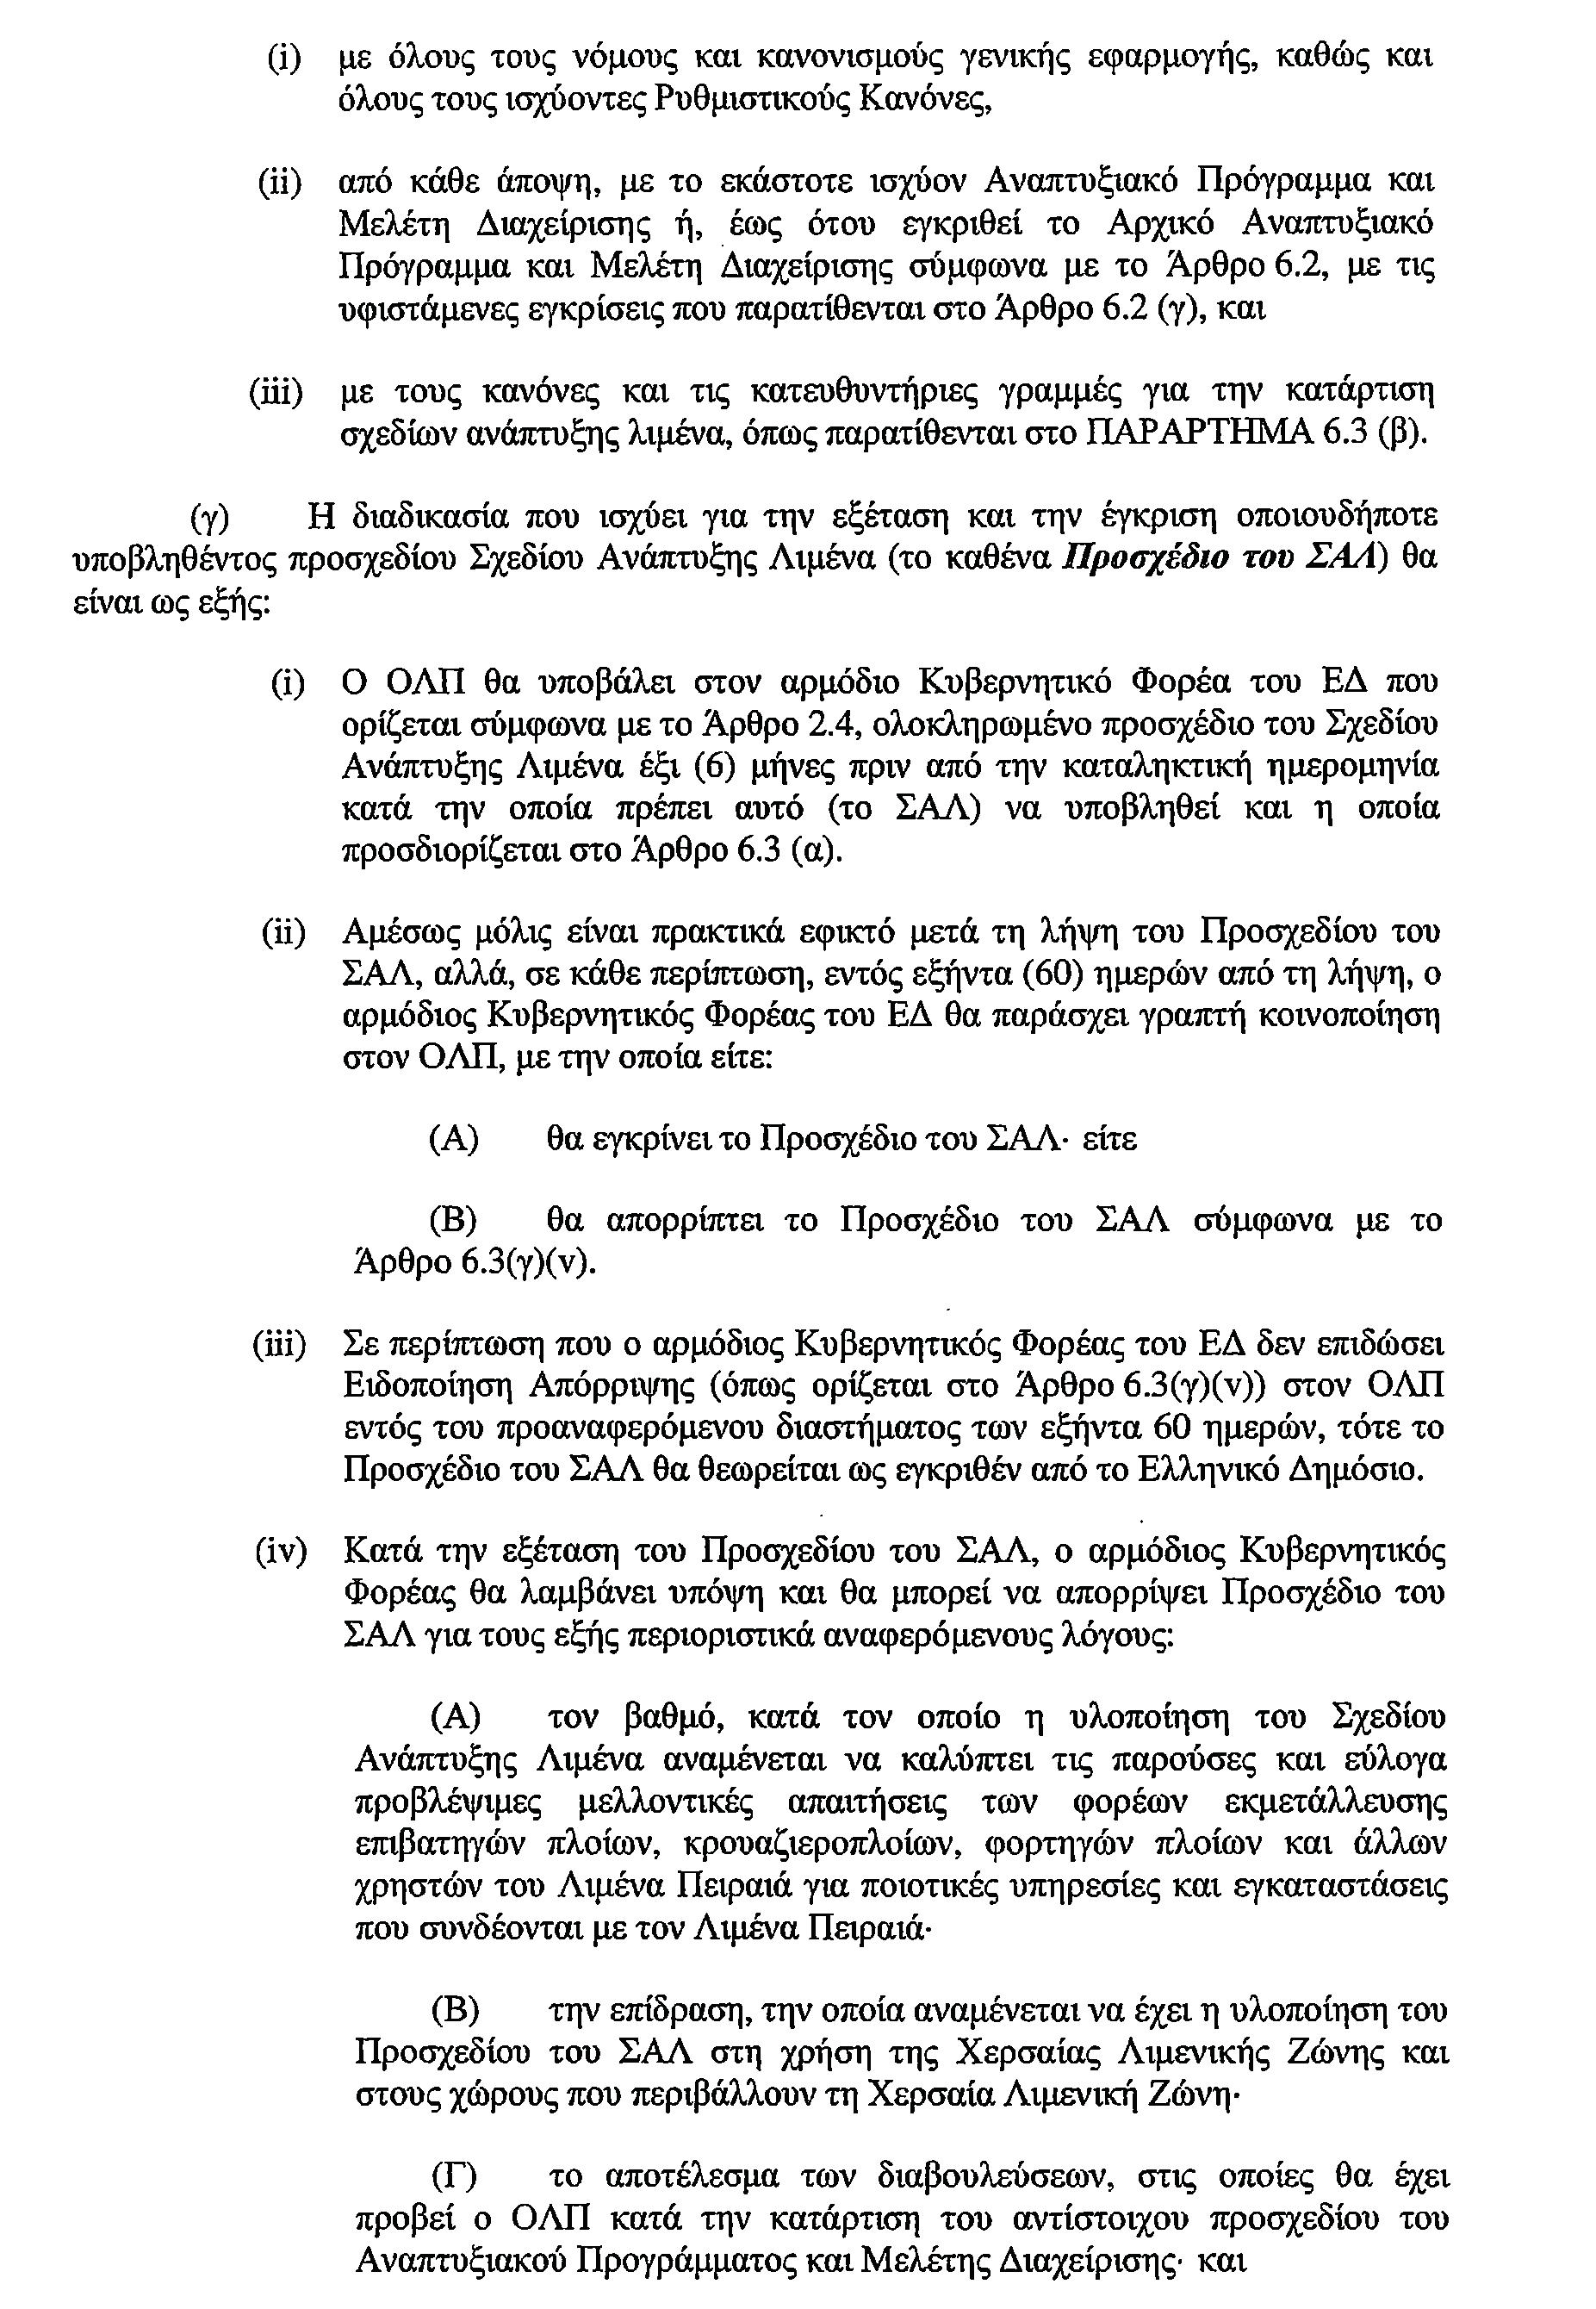 (i) με όλους τους νόμους και κανονισμούς γενικής εφαρμογής, καθώς και
όλους τους ισχύοντες Ρυθμιστικούς Κανόνες,
(ii) από κάθε άποψη, με το εκάστοτε ισχύον Αναπτυξιακό Πρόγραμμα και
Μελέτη Διαχείρισης ή, έως ότου εγκριθεί το Αρχικό Αναπτυξιακό
Πρόγραμμα και Μελέτη Διαχείρισης σύμφωνα με το Άρθρο 6.2, με τις
υφιστάμενες εγκρίσεις που παρατίθενται στο Άρθρο 6.2 (γ), και
(iii) με τους κανόνες και τις κατευθυντήριες γραμμές για την κατάρτιση
σχεδίων ανάπτυξης λιμένα, όπως παρατίθενται στο ΠΑΡΑΡΤΗΜΑ 6.3 (β).
(γ) Η διαδικασία που ισχύει για την εξέταση και την έγκριση οποιουδήποτε
υποβληθέντος προσχεδίου Σχεδίου Ανάπτυξης Λιμένα (το καθένα Προσχέδιο του ΣΑΛ) θα
είναι ως εξής:
(i) Ο ΟΛΠ θα υποβάλει στον αρμόδιο Κυβερνητικό Φορέα του ΕΔ που
ορίζεται σύμφωνα με το Άρθρο 2.4, ολοκληρωμένο προσχέδιο του Σχεδίου
Ανάπτυξης Λιμένα έξι (6) μήνες πριν από την καταληκτική ημερομηνία
κατά την οποία πρέπει αυτό (το ΣΑΛ) να υποβληθεί και η οποία
προσδιορίζεται στο Άρθρο 6.3 (α).
(ii) Αμέσως μόλις είναι πρακτικά εφικτό μετά τη λήψη του Προσχεδίου του
ΣΑΛ, αλλά, σε κάθε περίπτωση, εντός εξήντα (60) ημερών από τη λήψη, ο
αρμόδιος Κυβερνητικός Φορέας του ΕΔ θα παράσχει γραπτή κοινοποίηση
στον ΟΛΠ, με την οποία είτε:
(Α) θα εγκρίνει το Προσχέδιο του ΣΑΛ· είτε
(Β) θα απορρίπτει το Προσχέδιο του ΣΑΛ σύμφωνα με το
Άρθρο 6.3(γ)(v).
(iii) Σε περίπτωση που ο αρμόδιος Κυβερνητικός Φορέας του ΕΔ δεν επιδώσει
Ειδοποίηση Απόρριψης (όπως ορίζεται στο Άρθρο 6.3(γ)(v)) στον ΟΛΠ
εντός του προαναφερόμενου διαστήματος των εξήντα 60 ημερών, τότε το
Προσχέδιο του ΣΑΛ θα θεωρείται ως εγκριθέν από το Ελληνικό Δημόσιο.
(iv) Κατά την εξέταση του Προσχεδίου του ΣΑΛ, ο αρμόδιος Κυβερνητικός
Φορέας θα λαμβάνει υπόψη και θα μπορεί να απορρίψει Προσχέδιο του
ΣΑΛ για τους εξής περιοριστικά αναφερόμενους λόγους:
(Α) τον βαθμό, κατά τον οποίο η υλοποίηση του Σχεδίου
Ανάπτυξης Λιμένα αναμένεται να καλύπτει τις παρούσες και εύλογα
προβλέψιμες μελλοντικές απαιτήσεις των φορέων εκμετάλλευσης
επιβατηγών πλοίων, κρουαζιεροπλοίων, φορτηγών πλοίων και άλλων
χρηστών του Λιμένα Πειραιά για ποιοτικές υπηρεσίες και εγκαταστάσεις
που συνδέονται με τον Λιμένα Πειραιά·
(Β) την επίδραση, την οποία αναμένεται να έχει η υλοποίηση του
Προσχεδίου του ΣΑΛ στη χρήση της Χερσαίας Λιμενικής Ζώνης και
στους χώρους που περιβάλλουν τη Χερσαία Λιμενική Ζώνη·
(Γ) το αποτέλεσμα των διαβουλεύσεων, στις οποίες θα έχει
προβεί ο ΟΛΠ κατά την κατάρτιση του αντίστοιχου προσχεδίου του
Αναπτυξιακού Προγράμματος και Μελέτης Διαχείρισης· και